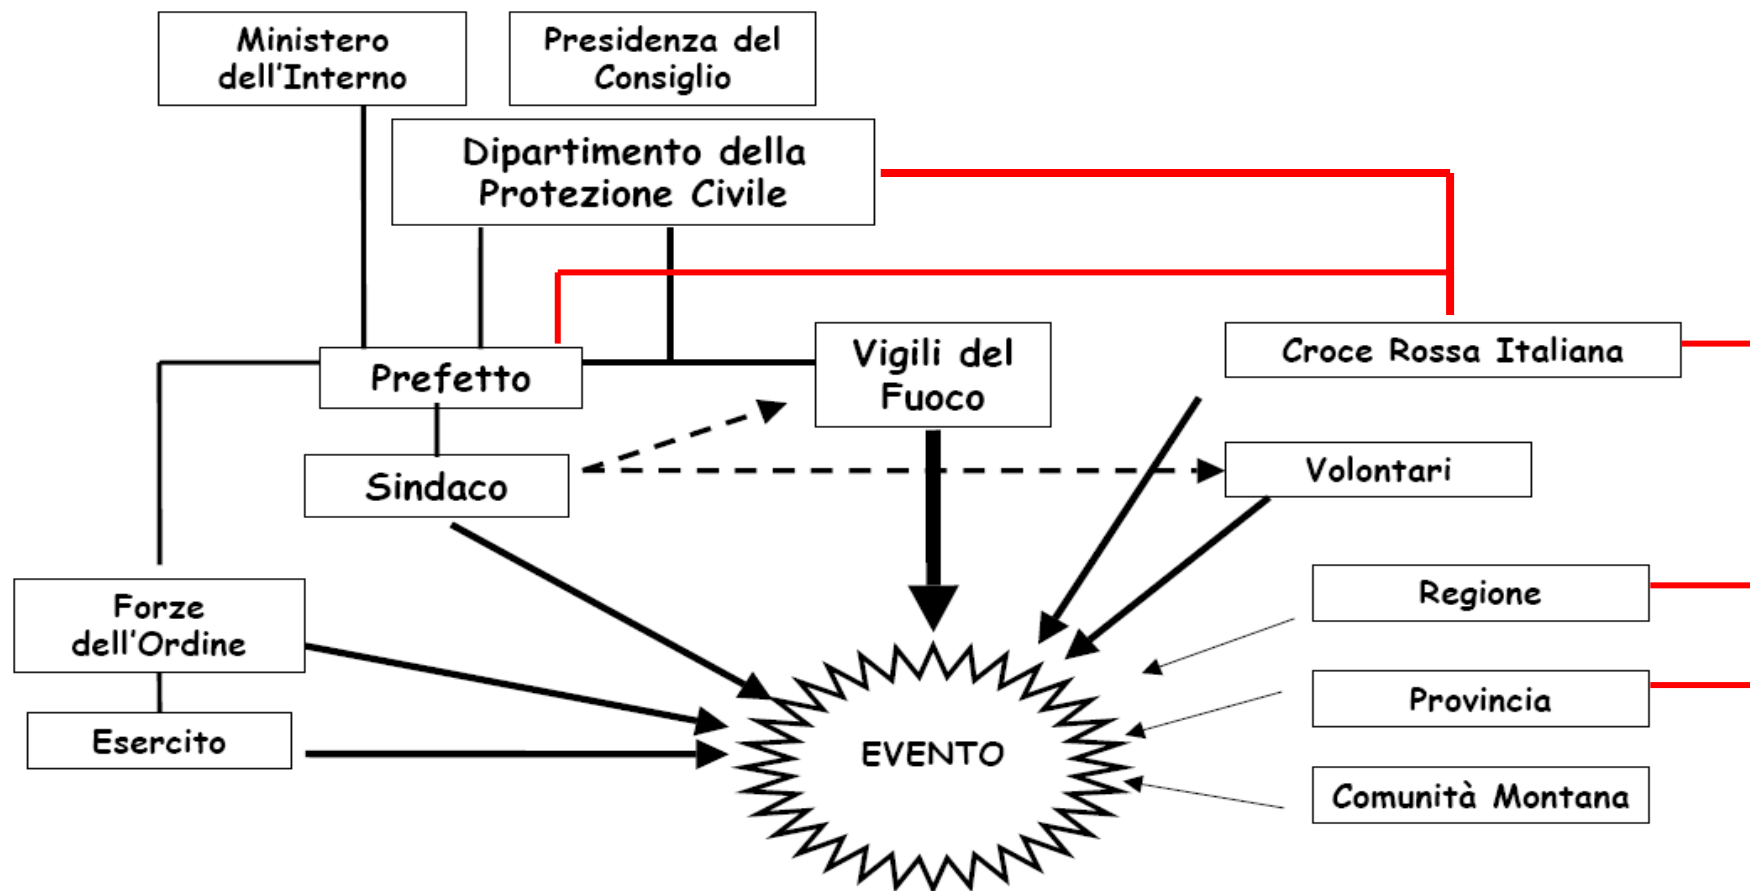 Ministero
dell'Interno
Presidenza del
Consiglio
Dipartimento della
Protezione Civile
Prefetto
Vigili del
Fuoco
Croce Rossa Italiana
Sindaco
Volontari
Forze
dell'Ordine
Regione
Esercito
Provincia
EVENTO
Comunità Montana